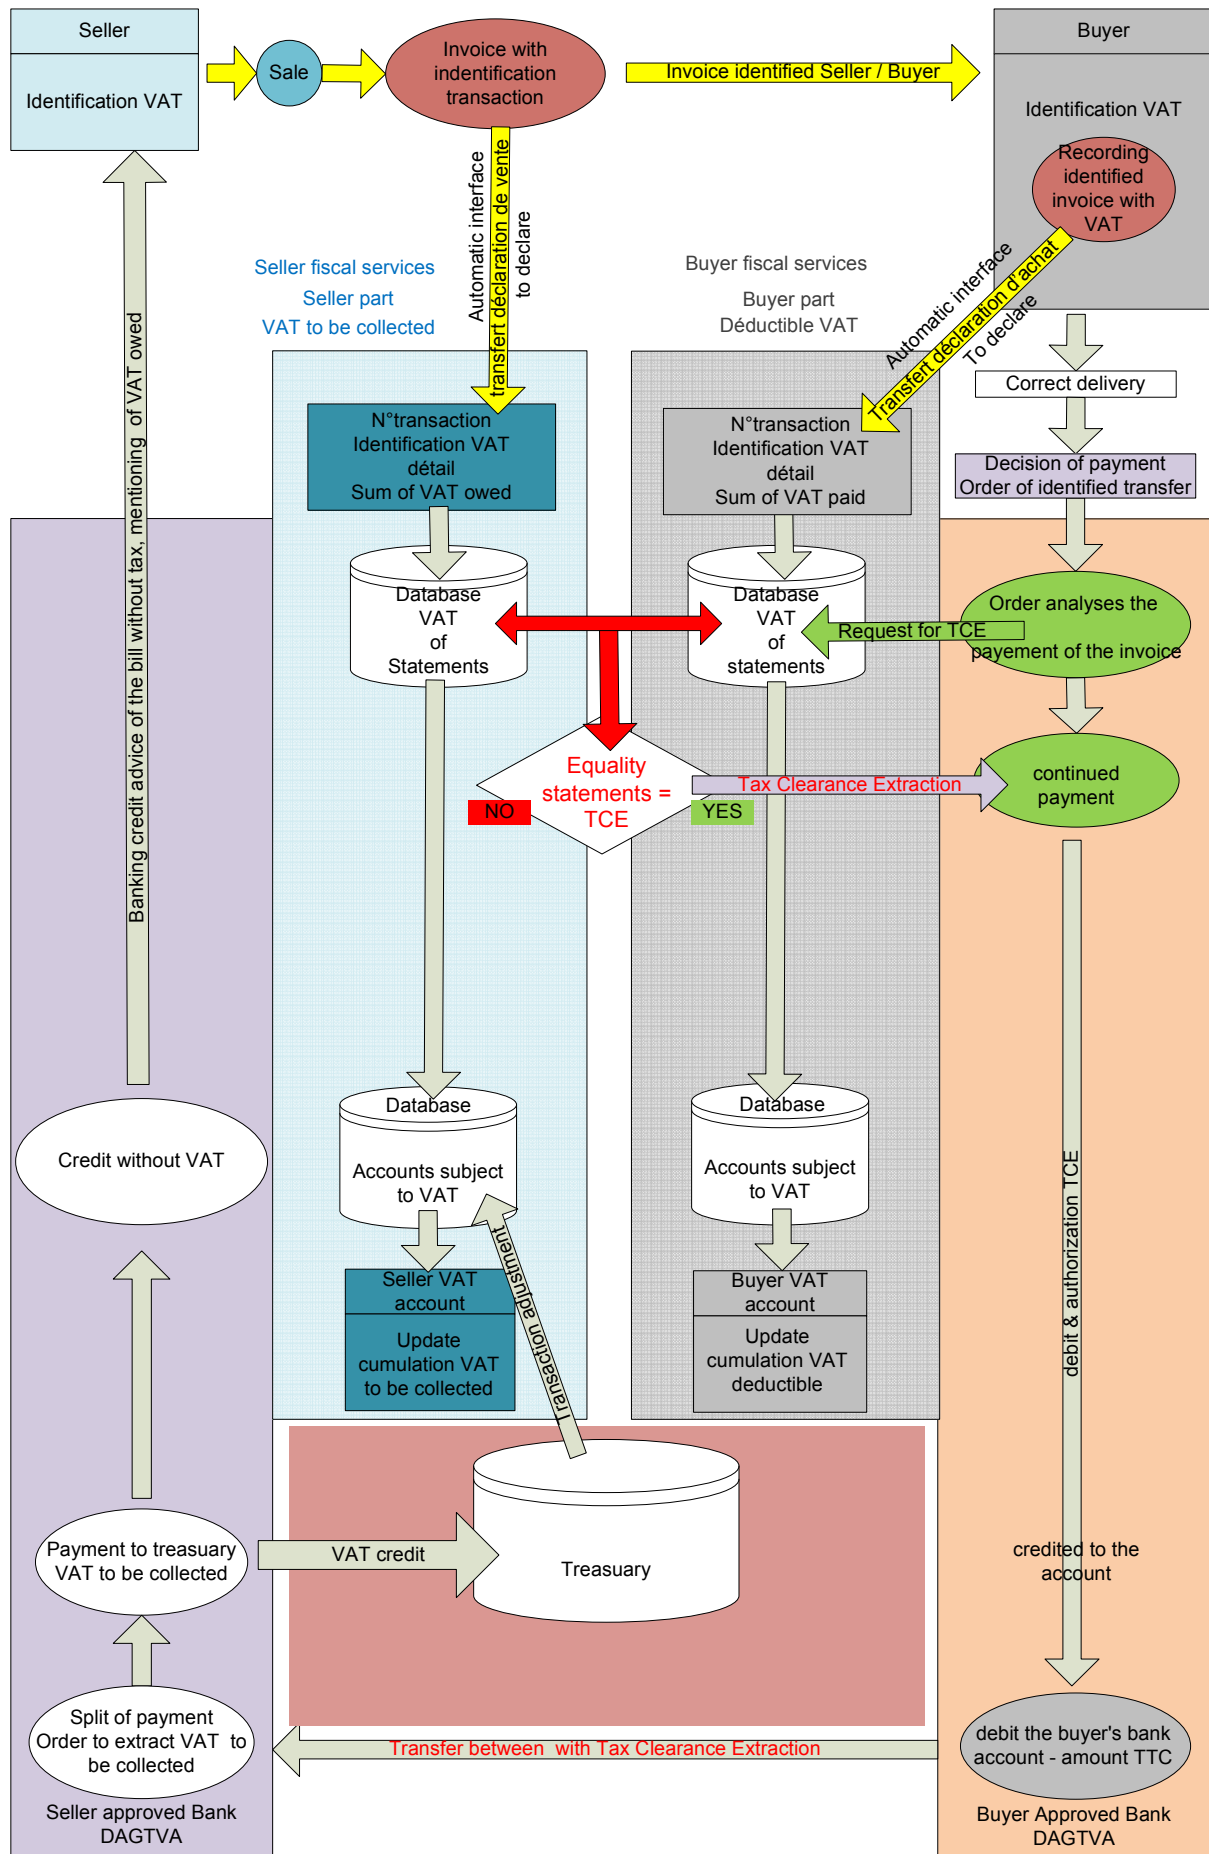 Seller
Identification VAT
Sale
Invoice with
indentification
transaction
Invoice identified Seller / Buyer
Buyer
Identification VAT
Recording
identified
invoice with
VAT
Automatic interface
transfert déclaration de vente
to declare
Automatic interface
Transfert déclaration d'achat
To declare
Seller fiscal services
Seller part
VAT to be collected
Buyer fiscal services
Buyer part
Déductible VAT
Correct delivery
Decision of payment
Order of identified transfer
N°transaction
Identification VAT
détail
Sum of VAT owed
N°transaction
Identification VAT
détail
Sum of VAT paid
Database
VAT
of
Statements
Database
VAT
of
statements
Request for TCE
Order analyses the
payement of the invoice
Equality
statements =
TCE
NO
YES
Tax Clearance Extraction
continued
payment
Banking credit advice of the bill without tax, mentioning of VAT owed
Database
Accounts subject
to VAT
Database
Accounts subject
to VAT
Credit without VAT
debit & authorization TCE
Transaction adjustment
Seller VAT
account
Update
cumulation VAT
to be collected
Buyer VAT
account
Update
cumulation VAT
deductible
Payment to treasuary
VAT to be collected
VAT credit
Treasuary
credited to the
account
Split of payment
Order to extract VAT to
be collected
Transfer between with Tax Clearance Extraction
debit the buyer's bank
account - amount TTC
Seller approved Bank
DAGTVA
Buyer Approved Bank
DAGTVA